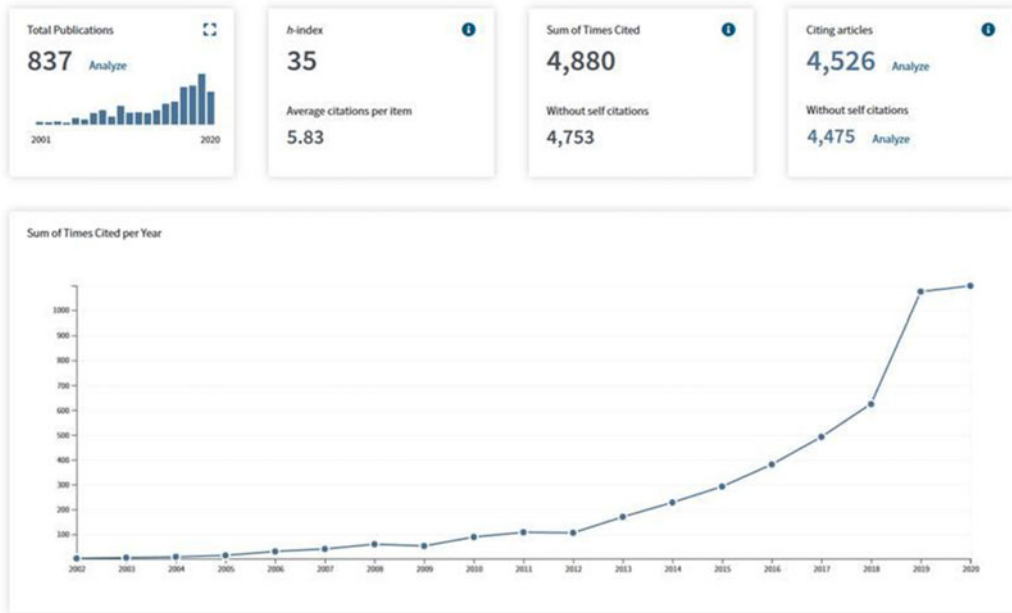 Total Publications
837 Analyze
2001 2020
h-index
35
Average citations per item
5.83
Sum of Times Cited
4,880
Without self citations
4,753
Citing articles
4,526 Analyze
Without self citations
4,475 Analyze
Sum of Times Cited per Year
1000
900
800
700
600
500
400
300
200
100
2002 2003 2004 2005 2006 2007 2008 2009 2010 2011 2012 2013 2014 2015 2016 2017 2018 2019 2020